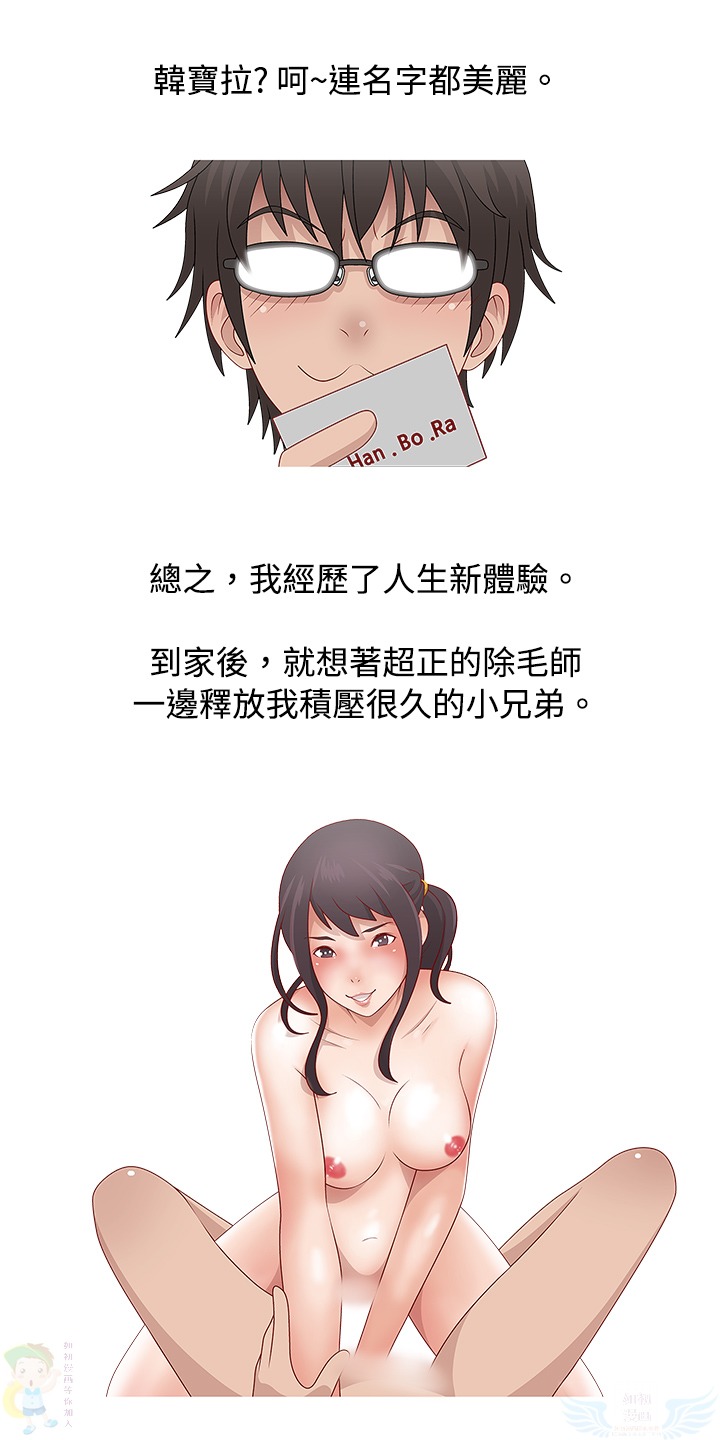 韓寶拉? 呵~連名字都美麗。
Han . Bo .Ra
總之，我經歷了人生新體驗。
到家後，就想著超正的除毛師
一邊釋放我積壓很久的小兄弟。